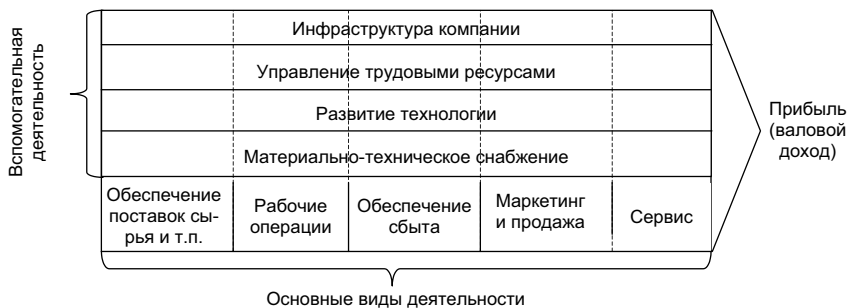 Вспомогательная
деятельность
Инфраструктура компании
Управление трудовыми ресурсами
Развитие технологии
Материально-техническое снабжение
Обеспечение
поставок сы-
рья и т.п.
Рабочие
операции
Обеспечение
сбыта
Маркетинг
и продажа
Сервис
Прибыль
(валовой
доход)
Основные виды деятельности